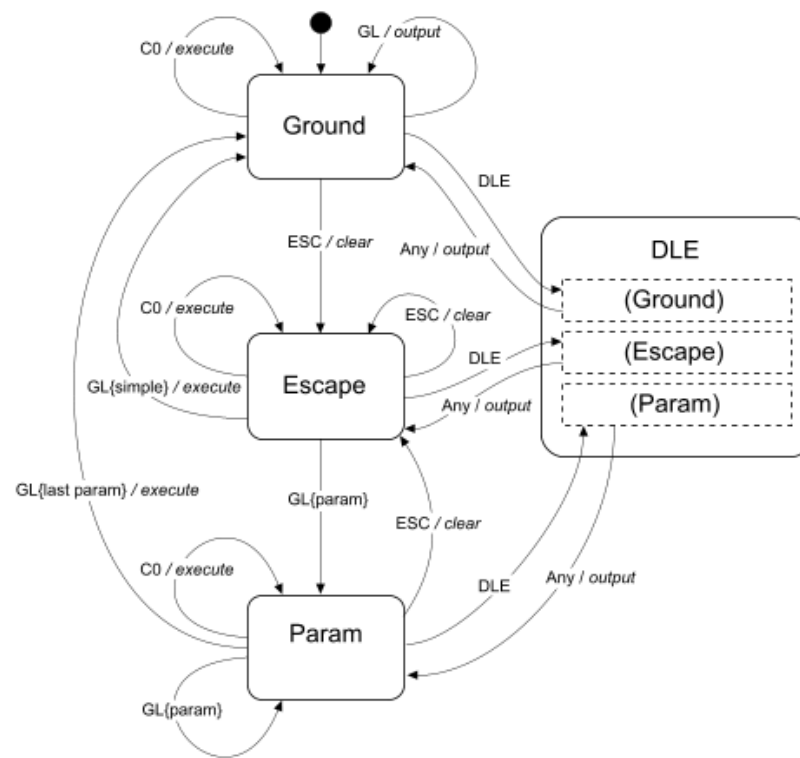 GL / output
C0 / execute
Ground
DLE
ESC / clear
Any / output
DLE
(Ground)
C0 / execute
ESC / clear
(Escape)
DLE
Escape
GL{simple} / execute
Any / output
(Param)
GL{last param} / execute
GL{param}
ESC / clear
C0 / execute
DLE
Any / output
Param
GL{param}